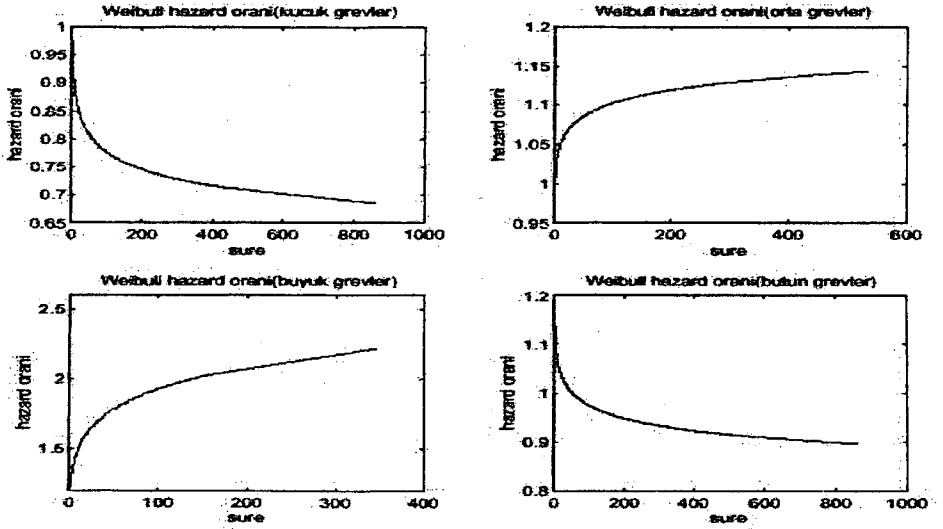 Weibull hazard orani(kucuk grevler)
hazard orani
1
0.95
0.9
0.85
0.8
0.75
0.7
0.65
0 200 400 600 800 1000
sure
Weibull hazard orani(orta grevler)
hazard orani
1.2
1.15
1.1
1.05
1
0.95
0 200 400 600
sure
Weibull hazard orani(buyuk grevler)
hazard orani
2.5
2
1.5
0 100 200 300 400
sure
Weibull hazard orani(butun grevler)
hazard orani
1.2
1.1
1
0.9
0.8
0 200 400 600 800 1000
sure